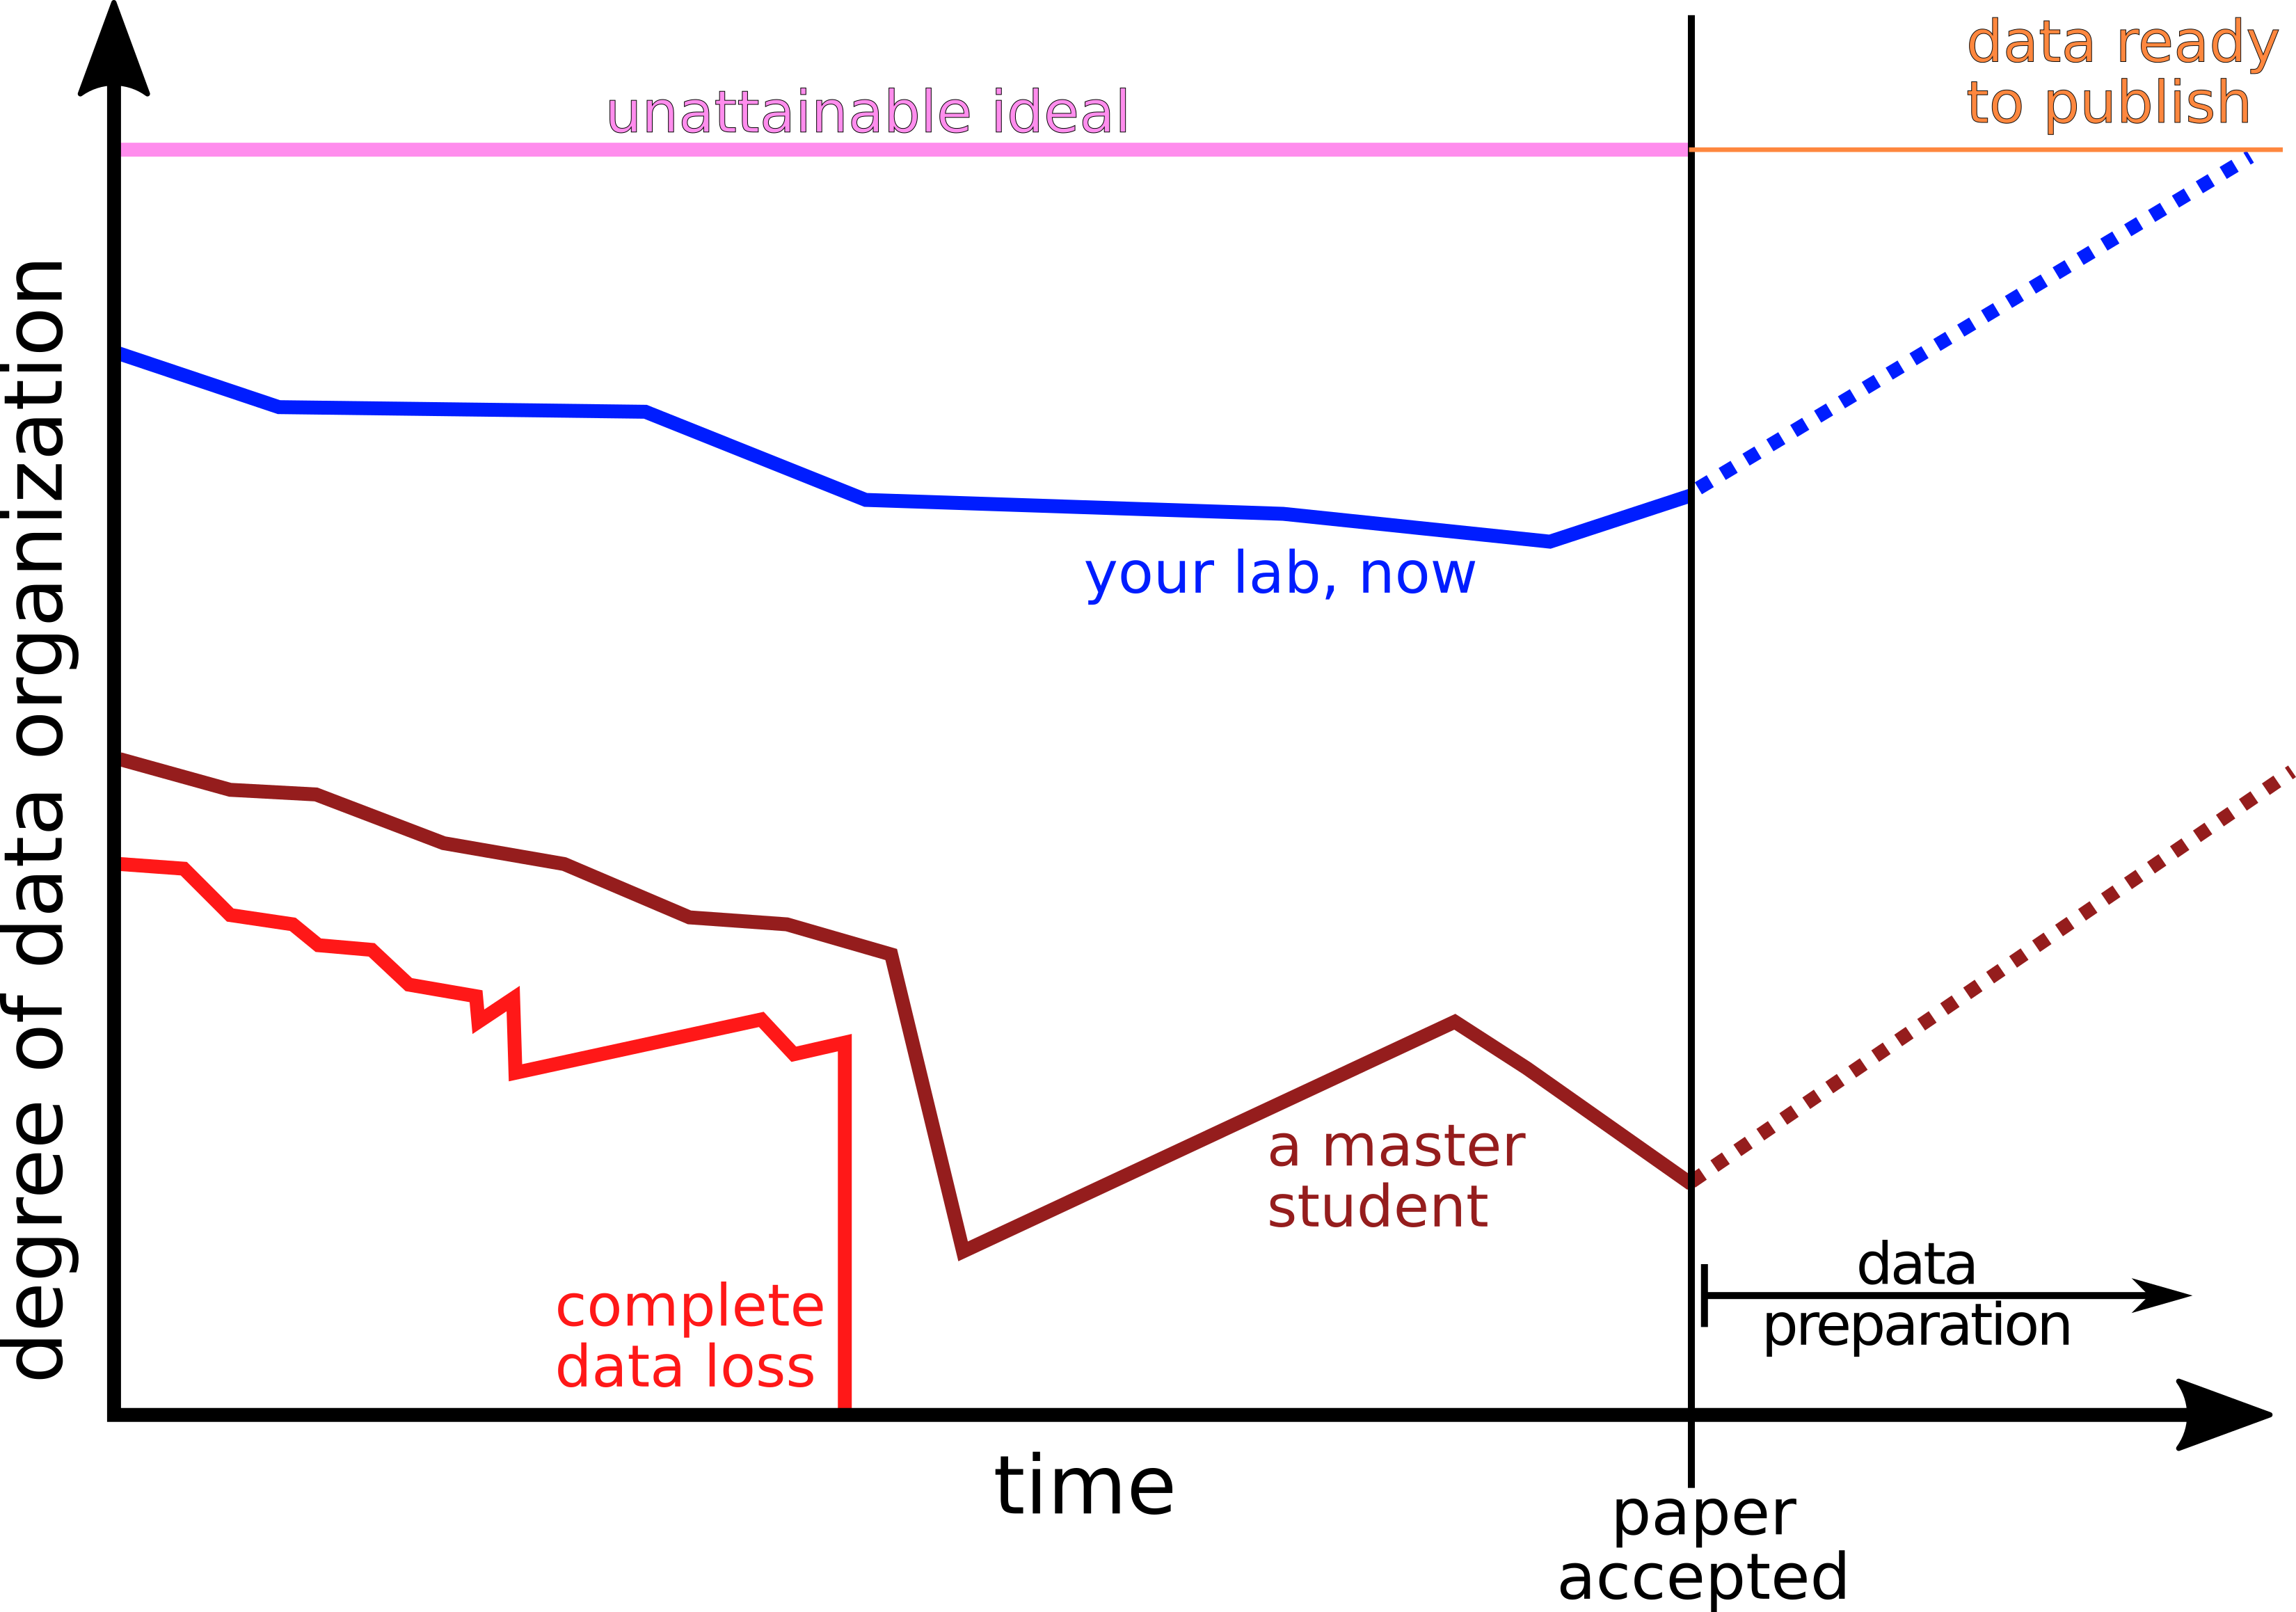 data ready
to publish
unattainable ideal
degree of data organization
your lab, now
a master
student
complete
data loss
data
preparation
time
paper
accepted